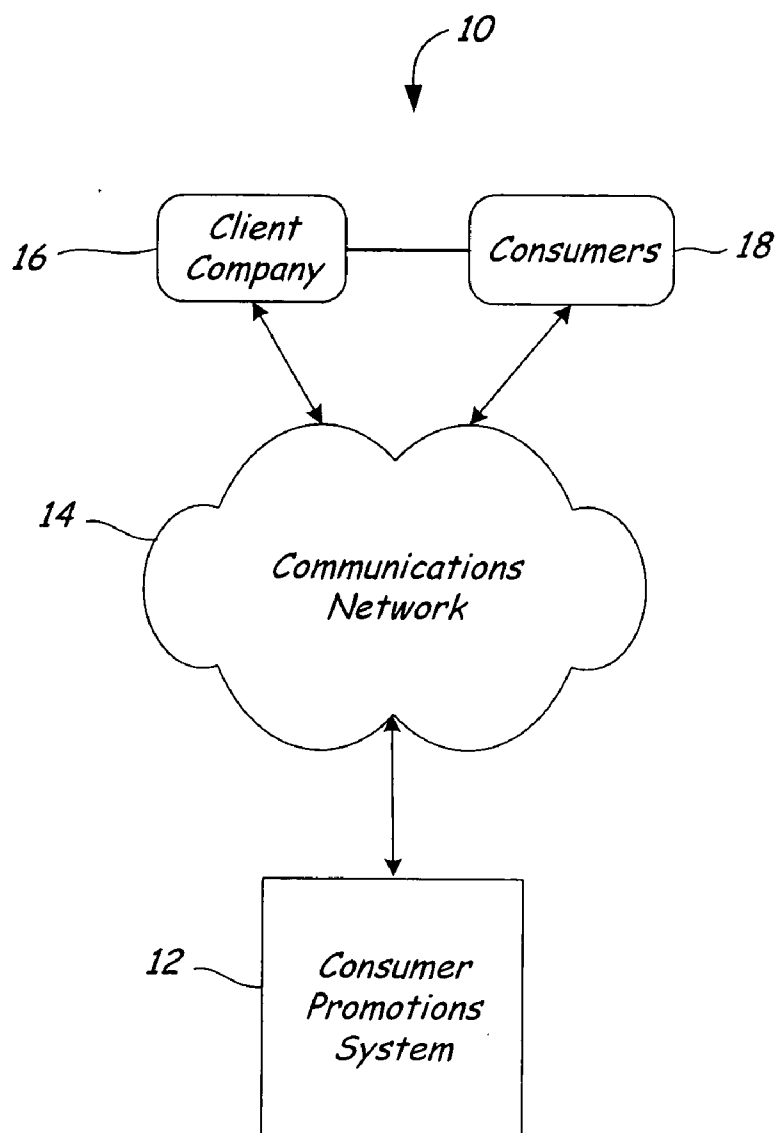 10
Client
Company
Consumers
16
18
14
Communications
Network
12
Consumer
Promotions
System